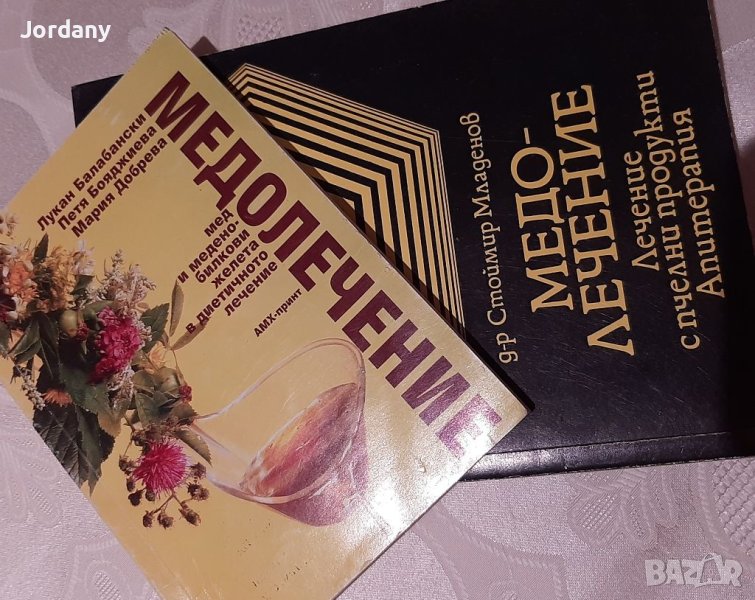 Jordany
Лукан Балабански
Петя Бояджиева
Мария Добрева
МЕДОЛЕЧЕНИЕ
мед
и медено-
билкови
желета
в диетичното
лечение
АМХ-принт
д-р Стоймир Младенов
МЕДО-
ЛЕЧЕНИЕ
Лечение
с пчелни продукти
Апитерапия
BAZAR